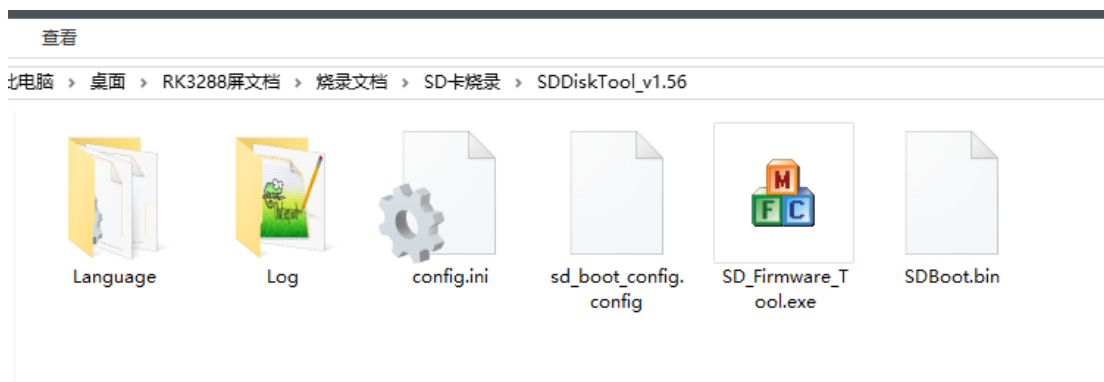 查看
此电脑 › 桌面 › RK3288屏文档 › 烧录文档 › SD卡烧录 › SDDiskTool_v1.56
Language
Log
config.ini
sd_boot_config.
config
SD_Firmware_T
ool.exe
SDBoot.bin
M
F C